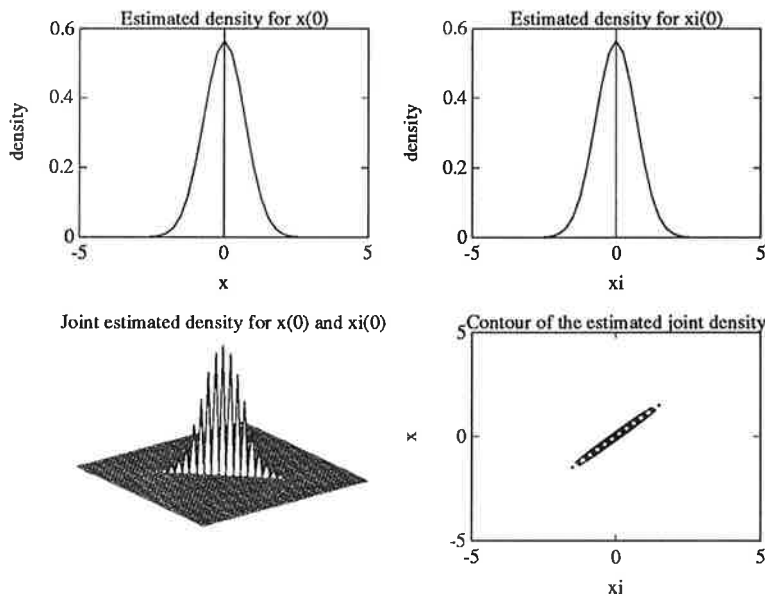 Estimated density for x(0)
0.6
0.4
0.2
0
density
-5
0
5
x
Estimated density for xi(0)
0.6
0.4
0.2
0
density
-5
0
5
xi
Joint estimated density for x(0) and xi(0)
Contour of the estimated joint density
5
0
-5
x
-5
0
5
xi